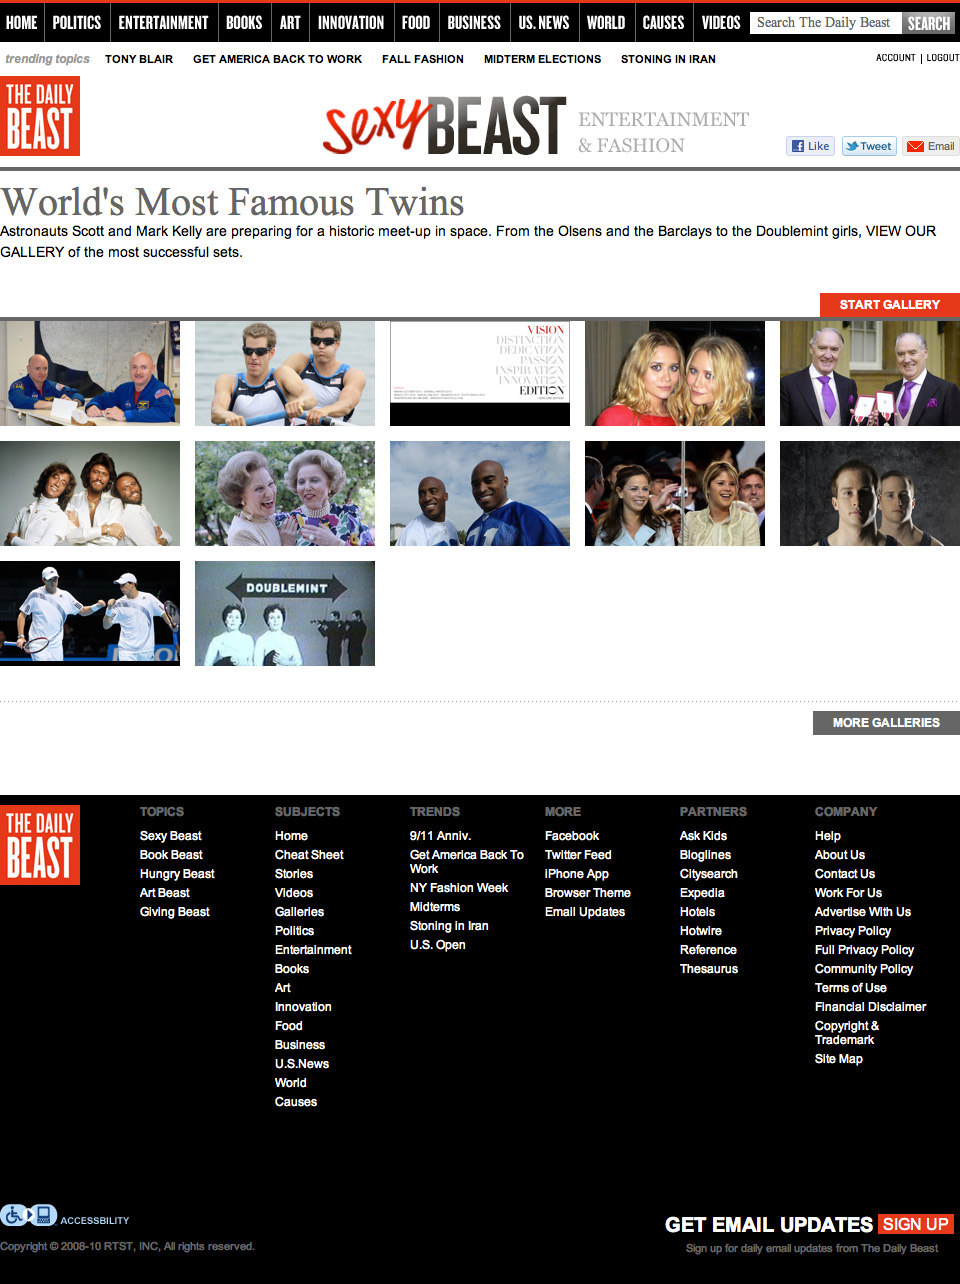 HOME POLITICS ENTERTAINMENT BOOKS ART INNOVATION FOOD BUSINESS U.S. NEWS WORLD CAUSES VIDEOS Search The Daily Beast SEARCH
trending topics TONY BLAIR GET AMERICA BACK TO WORK FALL FASHION MIDTERM ELECTIONS STONING IN IRAN ACCOUNT | LOGOUT
THE DAILY
BEAST
sexy BEAST ENTERTAINMENT
& FASHION
Like Tweet Email
World's Most Famous Twins
Astronauts Scott and Mark Kelly are preparing for a historic meet-up in space. From the Olsens and the Barclays to the Doublemint girls, VIEW OUR
GALLERY of the most successful sets.
START GALLERY
VISION
DISTINCTION
DEDICATION
PASSION
INSPIRATION
INNOVATION
EDITION
DOUBLEMINT
MORE GALLERIES
THE DAILY
BEAST
TOPICS
Sexy Beast
Book Beast
Hungry Beast
Art Beast
Giving Beast
SUBJECTS
Home
Cheat Sheet
Stories
Videos
Galleries
Politics
Entertainment
Books
Art
Innovation
Food
Business
U.S.News
World
Causes
TRENDS
9/11 Anniv.
Get America Back To
Work
NY Fashion Week
Midterms
Stoning in Iran
U.S. Open
MORE
Facebook
Twitter Feed
iPhone App
Browser Theme
Email Updates
PARTNERS
Ask Kids
Bloglines
Citysearch
Expedia
Hotels
Hotwire
Reference
Thesaurus
COMPANY
Help
About Us
Contact Us
Work For Us
Advertise With Us
Privacy Policy
Full Privacy Policy
Community Policy
Terms of Use
Financial Disclaimer
Copyright &
Trademark
Site Map
ACCESSBILITY
Copyright © 2008-10 RTST, INC, All rights reserved.
GET EMAIL UPDATES SIGN UP
Sign up for daily email updates from The Daily Beast